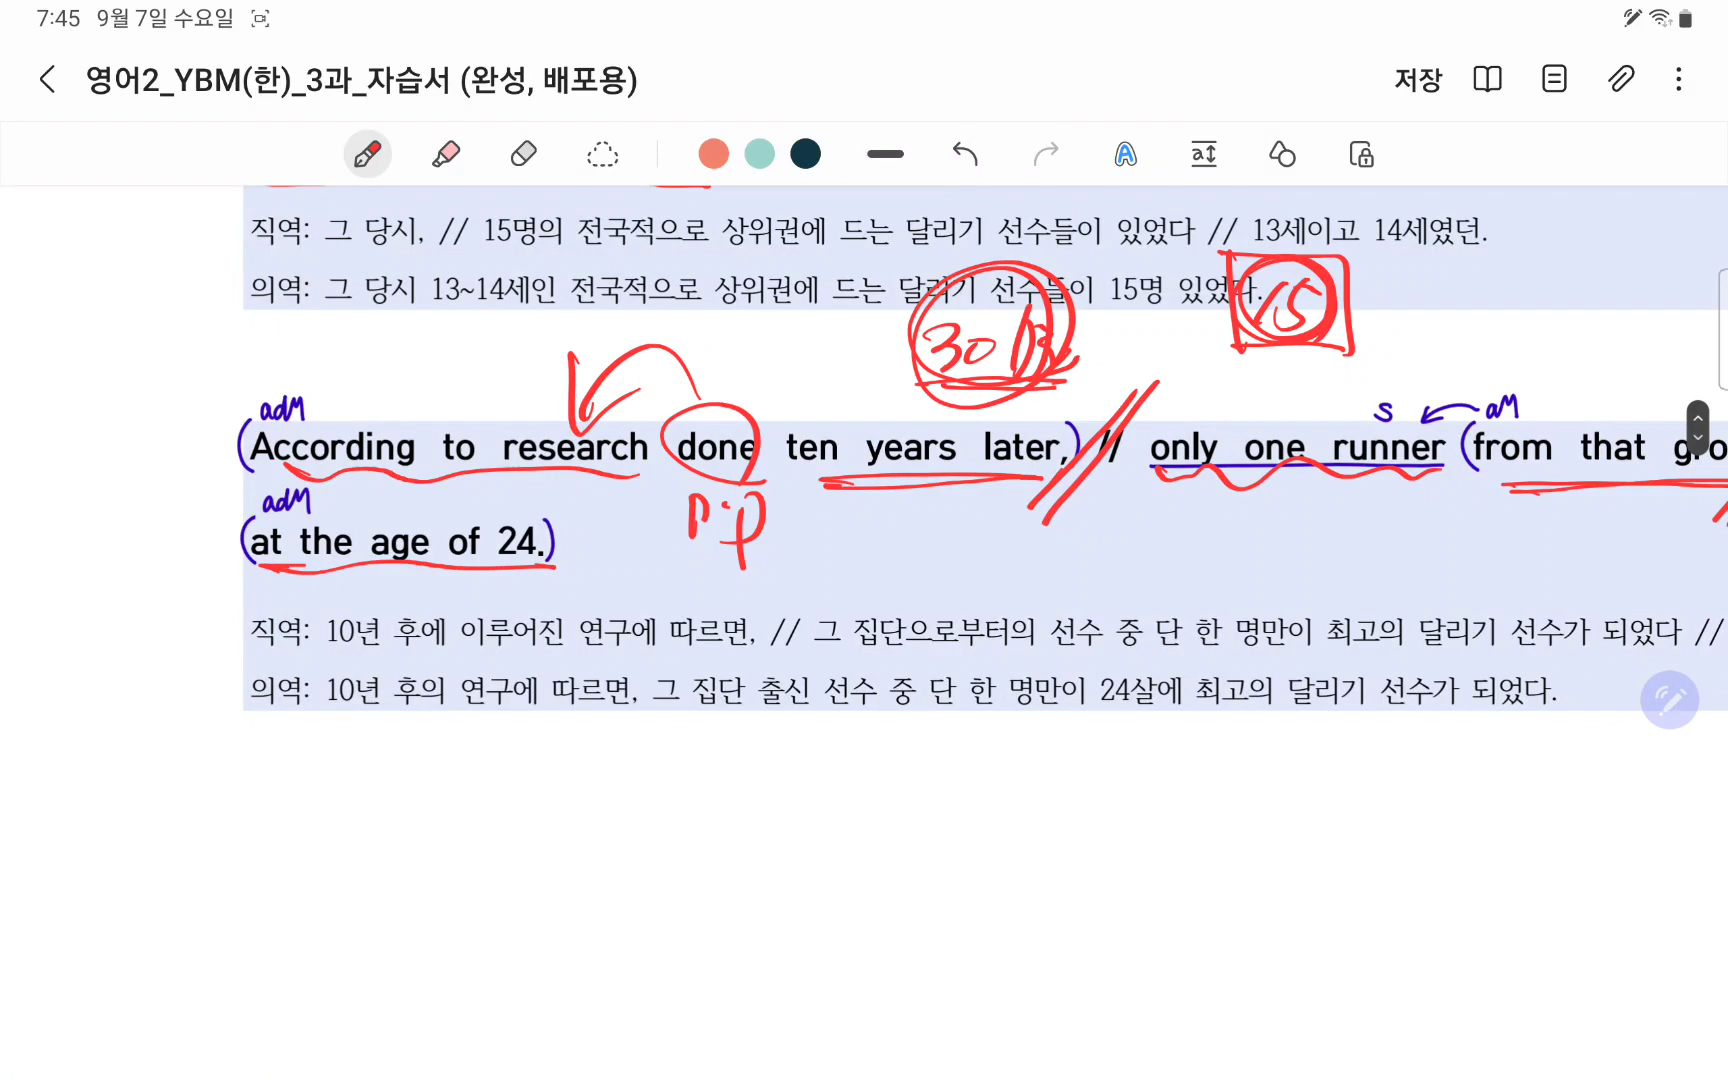 7:45 9월 7일 수요일
영어2_YBM(한)_3과_자습서 (완성, 배포용)
저장
직역: 그 당시, // 15명의 전국적으로 상위권에 드는 달리기 선수들이 있었다 // 13세이고 14세였던.
의역: 그 당시 13~14세인 전국적으로 상위권에 드는 달리기 선수들이 15명 있었다.
15
30
adM S aM
(According to research done ten years later,) // only one runner (from that gro
adM p.p
(at the age of 24.)
직역: 10년 후에 이루어진 연구에 따르면, // 그 집단으로부터의 선수 중 단 한 명만이 최고의 달리기 선수가 되었다 //
의역: 10년 후의 연구에 따르면, 그 집단 출신 선수 중 단 한 명만이 24살에 최고의 달리기 선수가 되었다.